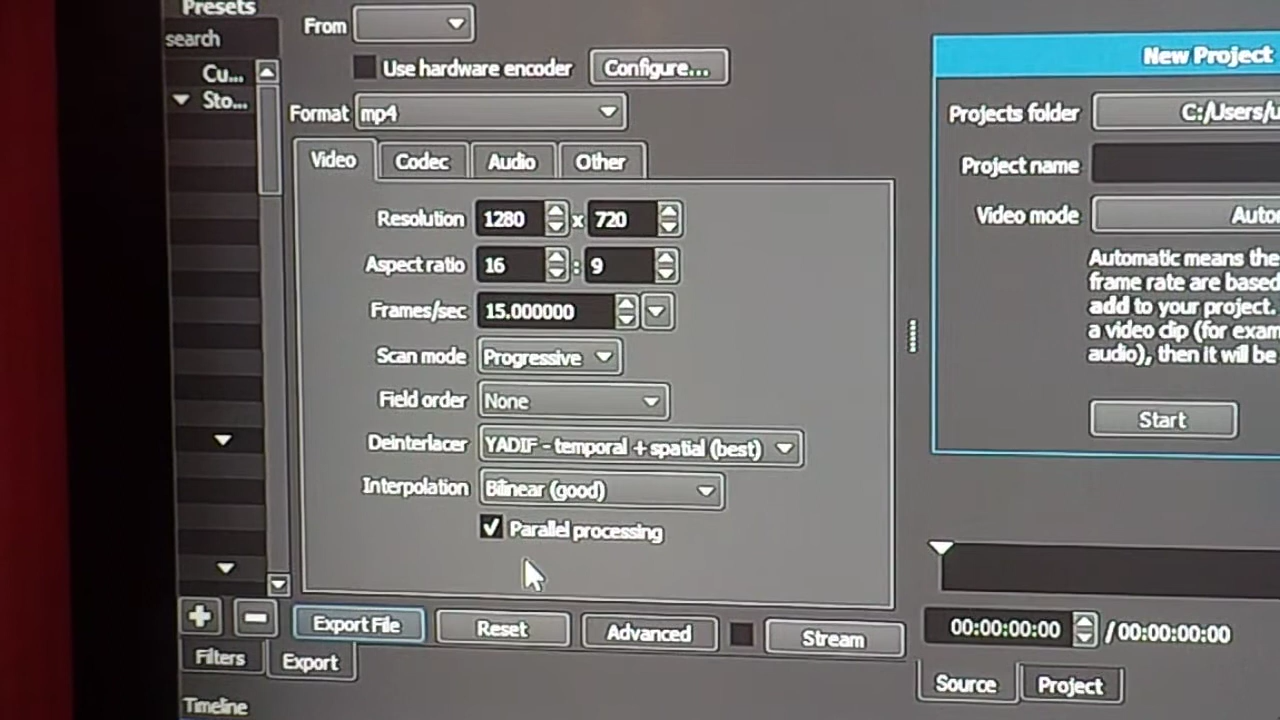 Presets
search
Cu...
Sto...
From
Use hardware encoder
Configure...
Format
mp4
Video
Codec
Audio
Other
Resolution
1280 x 720
Aspect ratio
16 : 9
Frames/sec
15.000000
Scan mode
Progressive
Field order
None
Deinterlacer
YADIF - temporal + spatial (best)
Interpolation
Bilinear (good)
Parallel processing
Export File
Reset
Advanced
Stream
Filters
Export
Timeline
New Project
Projects folder
C:/Users/u
Project name
Video mode
Auto
Automatic means the
frame rate are based
add to your project.
a video clip (for exam
audio), then it will be
Start
00:00:00:00 / 00:00:00:00
Source
Project